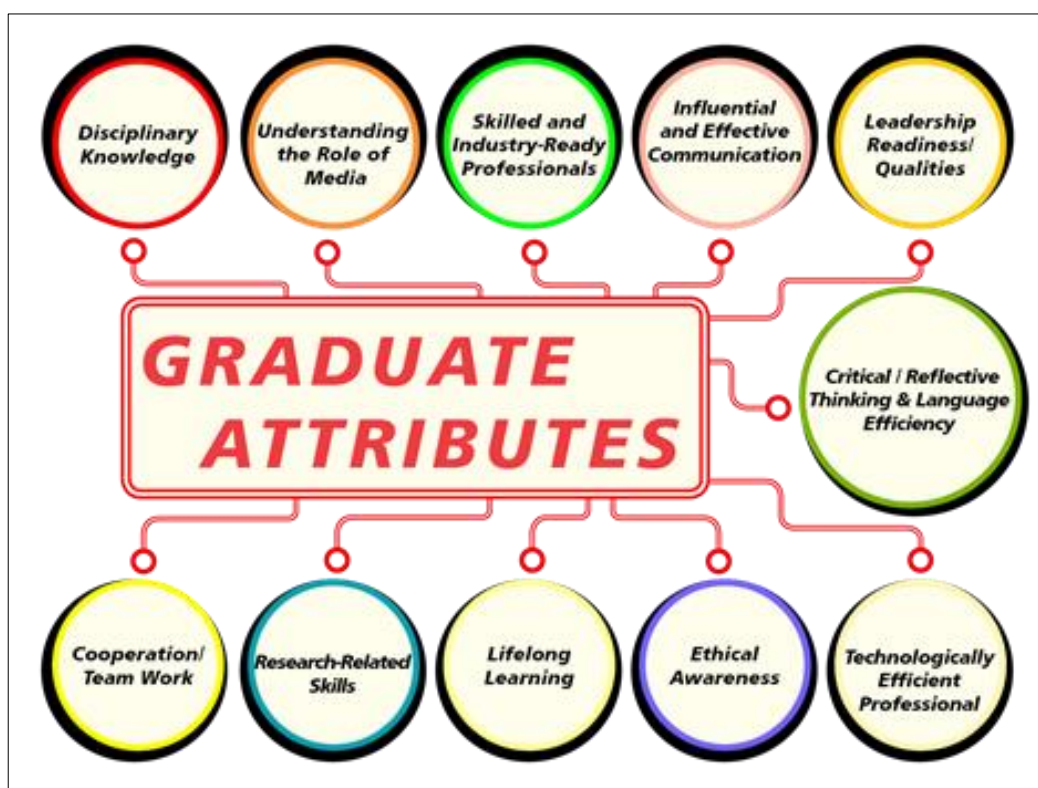 Disciplinary
Knowledge
Understanding
the Role of
Media
Skilled and
Industry-Ready
Professionals
Influential
and Effective
Communication
Leadership
Readiness/
Qualities
GRADUATE
ATTRIBUTES
Critical / Reflective
Thinking & Language
Efficiency
Cooperation/
Team Work
Research-Related
Skills
Lifelong
Learning
Ethical
Awareness
Technologically
Efficient
Professional